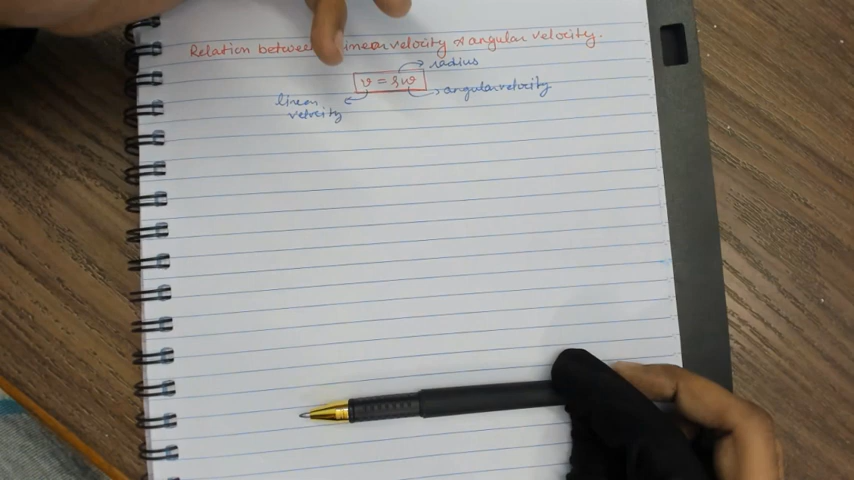 Relation between linear velocity & angular velocity.
radius
v = rω
angular velocity
linear
velocity